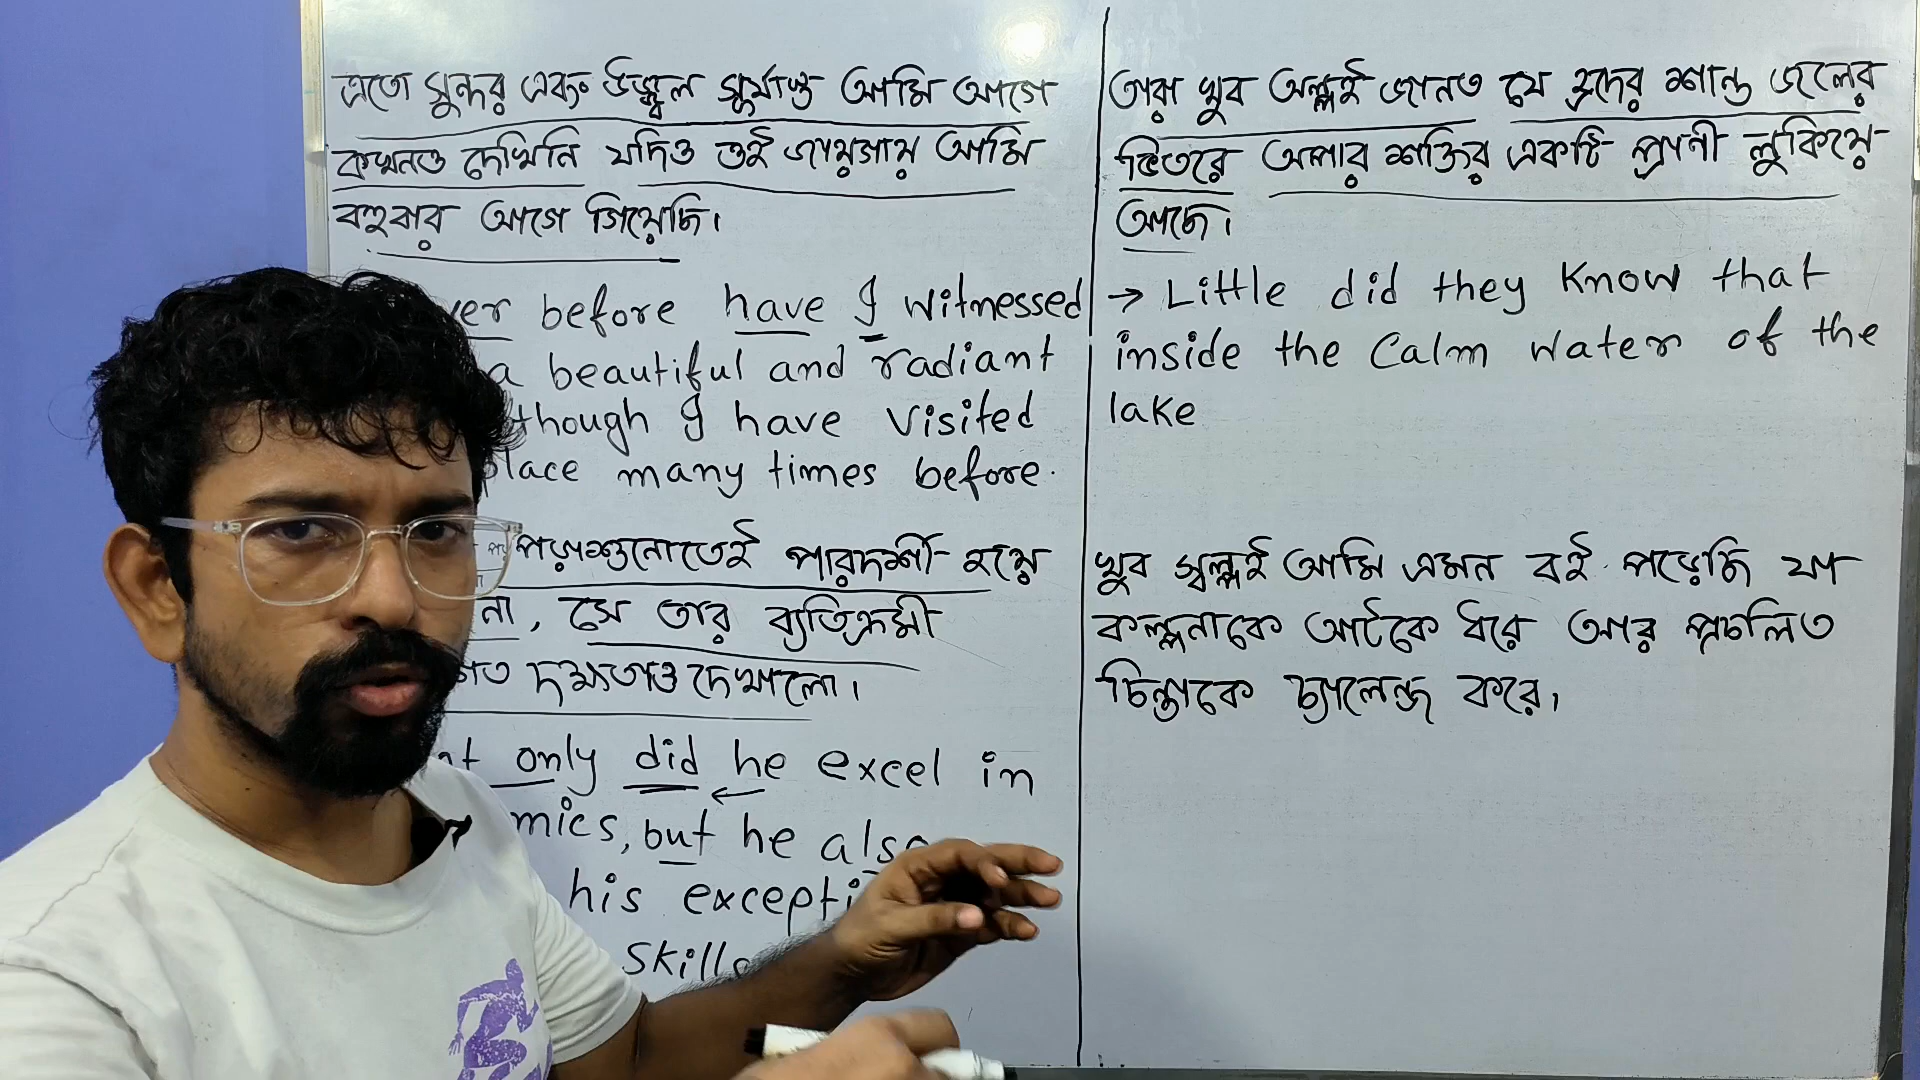 এতো সুন্দর এবং উজ্জ্বল সূর্যাস্ত আমি আগে
কখনও দেখিনি যদিও ওই জায়গায় আমি
বহুবার আগে গিয়েছি।
before have I witnessed
a beautiful and radiant
though I have visited
place many times before.
পড়াশুনোতেই পারদর্শী হয়ে
না, সে তার ব্যতিক্রমী
দক্ষতাও দেখালো।
only did he excel in
but he also
his
skills
তারা খুব অল্পই জানত যে হ্রদের শান্ত জলের
ভিতরে অপার শক্তির একটি প্রাণী লুকিয়ে
আছে।
→ Little did they know that
inside the calm water of the
lake
খুব স্বল্পই আমি এমন বই পড়েছি যা
কল্পনাকে আটকে ধরে আর প্রচলিত
চিন্তাকে চ্যালেন্জ করে।